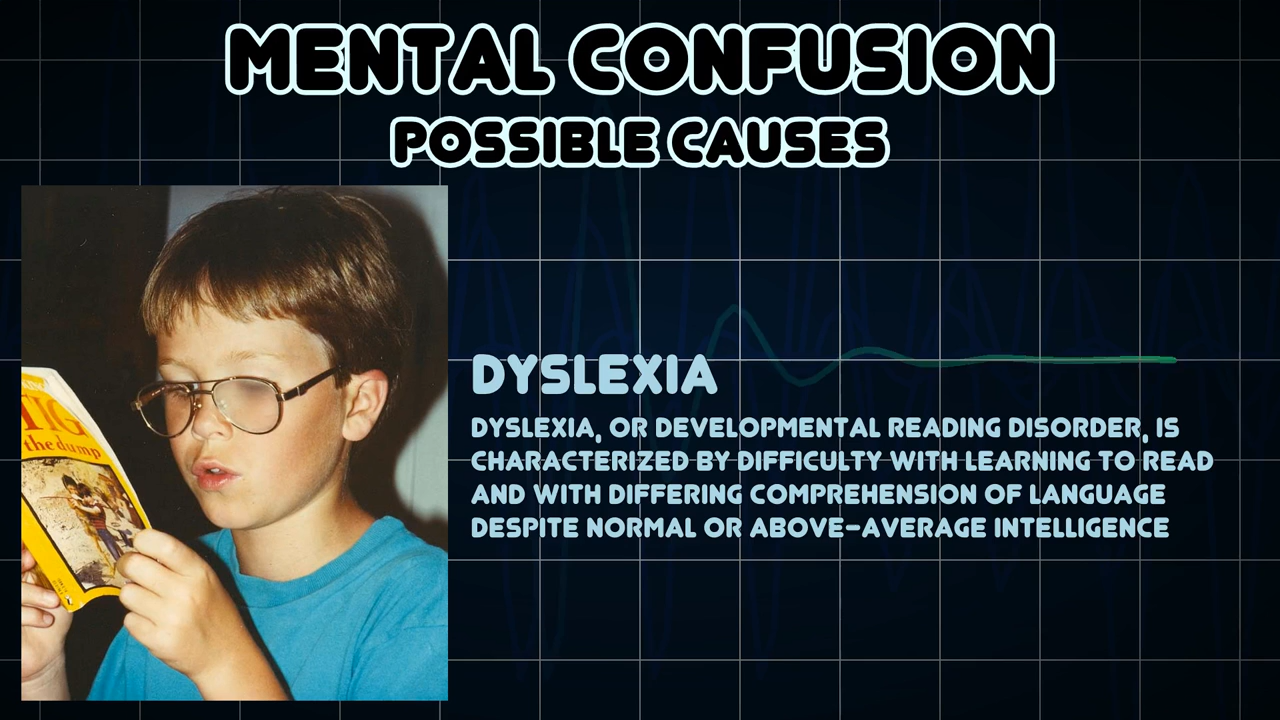 MENTAL CONFUSION
POSSIBLE CAUSES
DYSLEXIA
DYSLEXIA, OR DEVELOPMENTAL READING DISORDER, IS
CHARACTERIZED BY DIFFICULTY WITH LEARNING TO READ
AND WITH DIFFERING COMPREHENSION OF LANGUAGE
DESPITE NORMAL OR ABOVE-AVERAGE INTELLIGENCE
the dump